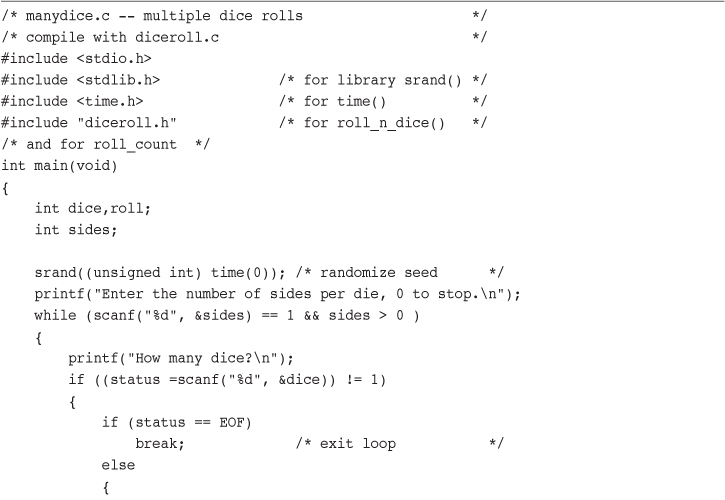 /* manydice.c -- multiple dice rolls                    */
/* compile with diceroll.c                              */
#include <stdio.h>
#include <stdlib.h>              /* for library srand() */
#include <time.h>                /* for time()          */
#include "diceroll.h"            /* for roll_n_dice()   */
/* and for roll_count  */
int main(void)
{
    int dice,roll;
    int sides;

    srand((unsigned int) time(0)); /* randomize seed      */
    printf("Enter the number of sides per die, 0 to stop.\n");
    while (scanf("%d", &sides) == 1 && sides > 0 )
    {
        printf("How many dice?\n");
        if ((status =scanf("%d", &dice)) != 1)
        {
            if (status == EOF)
                break;             /* exit loop           */
            else
            {